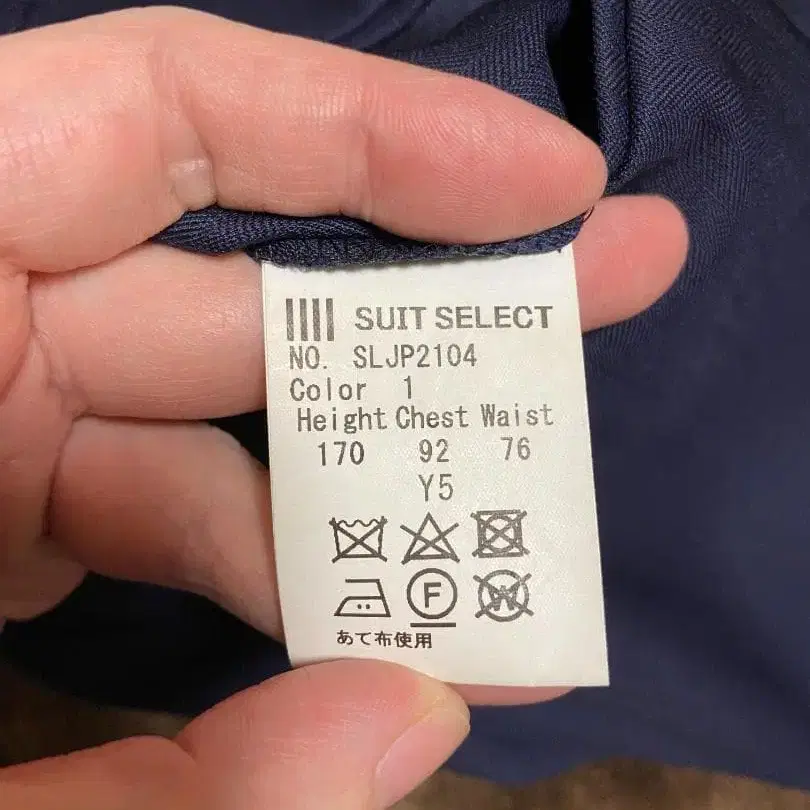 SUIT SELECT
NO. SLJP2104
Color 1
Height Chest Waist
170 92 76
Y5
F
W
あて布使用